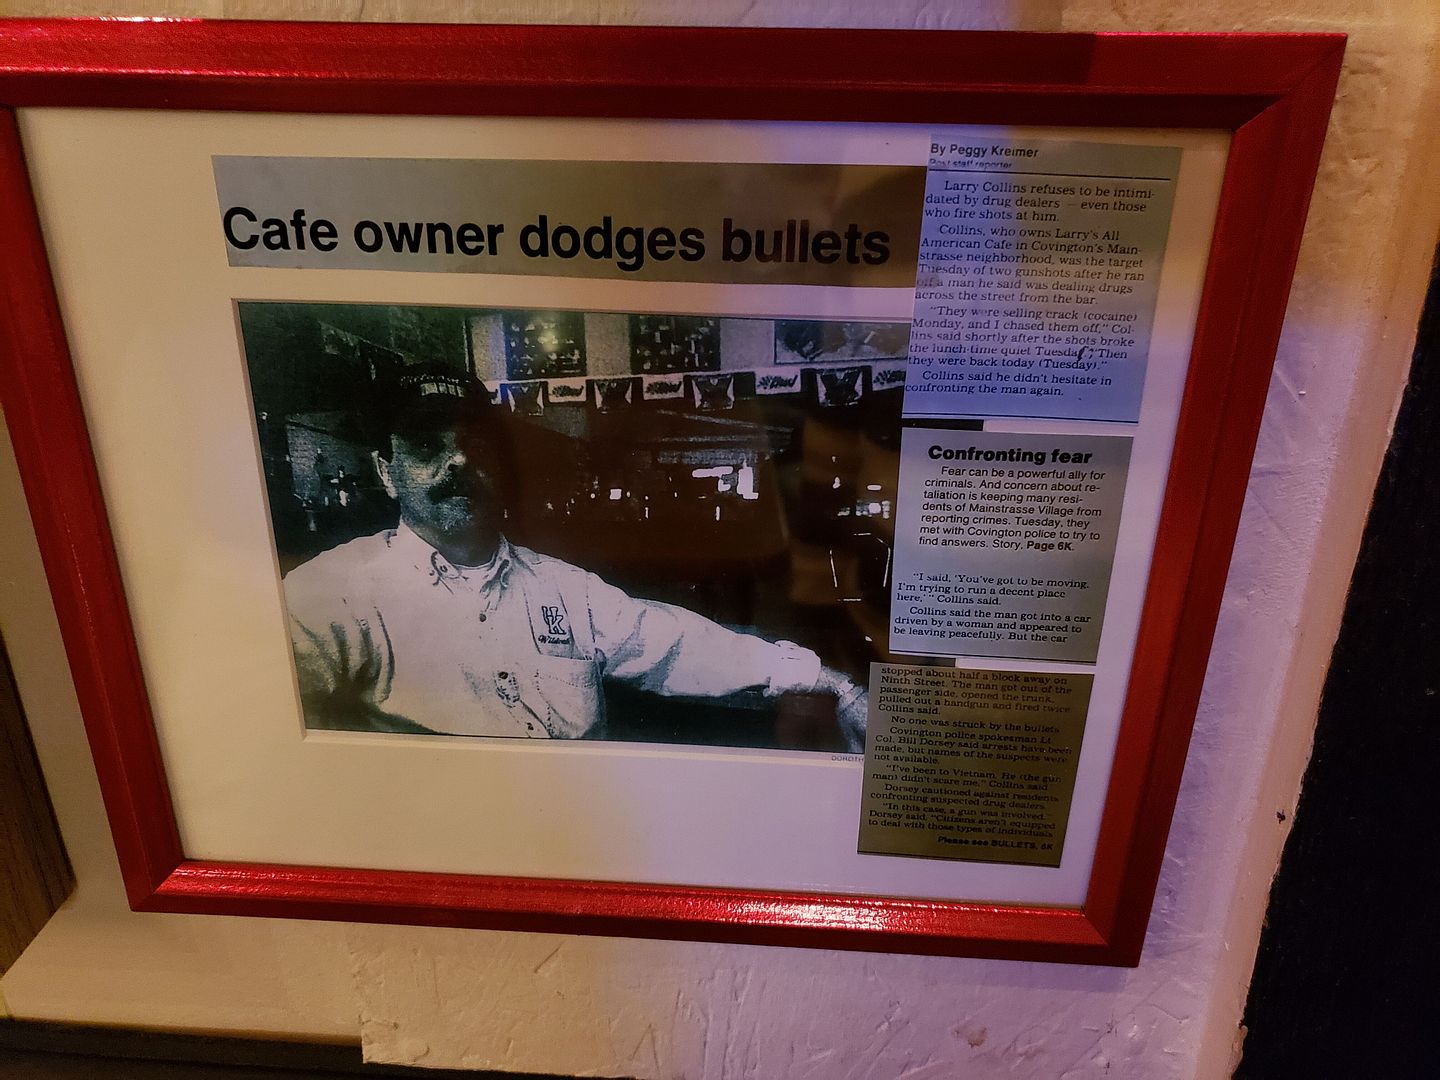 Cafe owner dodges bullets
By Peggy Kreimer
Post staff reporter
Larry Collins refuses to be intimi-
dated by drug dealers — even those
who fire shots at him.
Collins, who owns Larry's All
American Cafe in Covington's Main-
strasse neighborhood, was the target
Tuesday of two gunshots after he ran
off a man he said was dealing drugs
across the street from the bar.
"They were selling crack (cocaine)
Monday, and I chased them off," Col-
lins said shortly after the shots broke
the lunch-time quiet Tuesday. "Then
they were back today (Tuesday)."
Collins said he didn't hesitate in
confronting the man again.
Confronting fear
Fear can be a powerful ally for
criminals. And concern about re-
taliation is keeping many resi-
dents of Mainstrasse Village from
reporting crimes. Tuesday, they
met with Covington police to try to
find answers. Story, Page 6K.
"I said, 'You've got to be moving.
I'm trying to run a decent place
here,' " Collins said.
Collins said the man got into a car
driven by a woman and appeared to
be leaving peacefully. But the car
stopped about half a block away on
Ninth Street. The man got out of the
passenger side, opened the trunk,
pulled out a handgun and fired twice
Collins said.
No one was struck by the bullets
Covington police spokesman Lt.
Col. Bill Dorsey said arrests have been
made, but names of the suspects were
not available.
"I've been to Vietnam. He (the gun
man) didn't scare me," Collins said
Dorsey cautioned against residents
confronting suspected drug dealers.
"In this case, a gun was involved,"
Dorsey said. "Citizens aren't equipped
to deal with those types of individuals
Please see BULLETS, 6K
UK
Wildcats
Bud
DOROTH